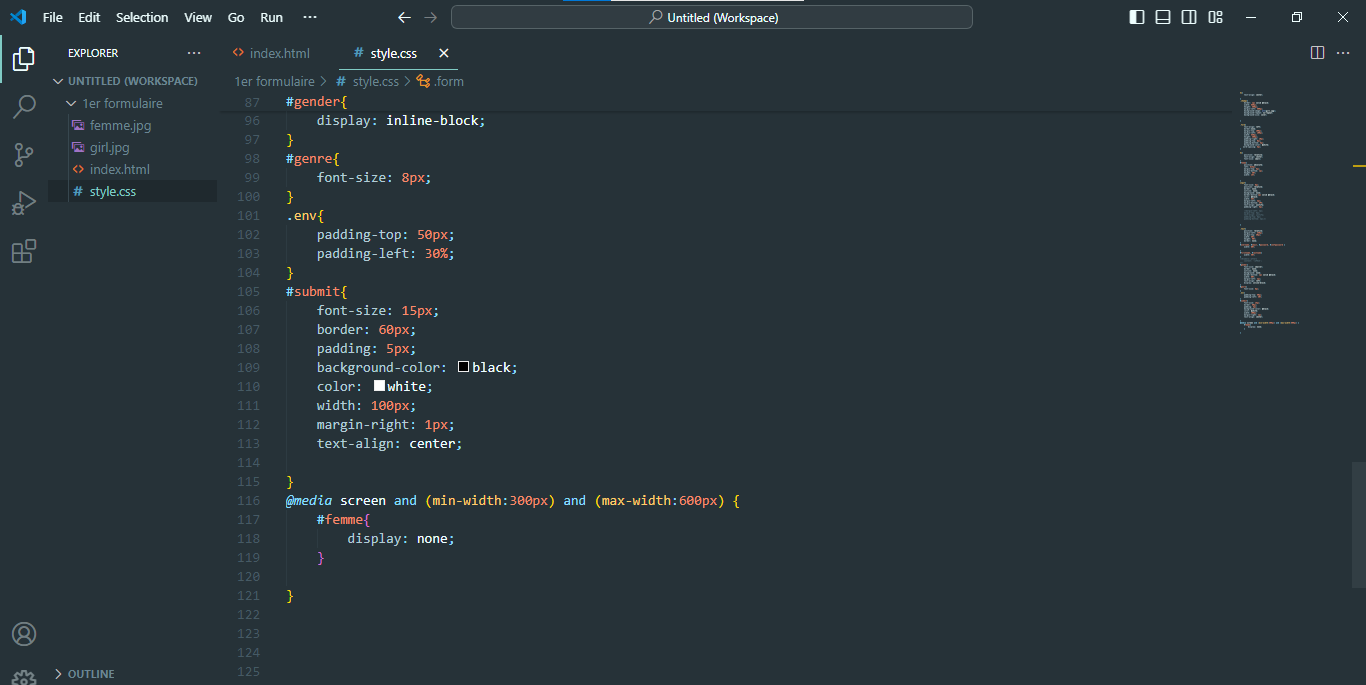 File Edit Selection View Go Run ··· Untitled (Workspace)
EXPLORER ···
UNTITLED (WORKSPACE)
1er formulaire
femme.jpg
girl.jpg
index.html
# style.css
OUTLINE
index.html # style.css
1er formulaire > # style.css > .form
87 #gender{
96 display: inline-block;
97 }
98 #genre{
99 font-size: 8px;
100 }
101 .env{
102 padding-top: 50px;
103 padding-left: 30%;
104 }
105 #submit{
106 font-size: 15px;
107 border: 60px;
108 padding: 5px;
109 background-color: black;
110 color: white;
111 width: 100px;
112 margin-right: 1px;
113 text-align: center;
114
115 }
116 @media screen and (min-width:300px) and (max-width:600px) {
117 #femme{
118 display: none;
119 }
120
121 }
122
123
124
125